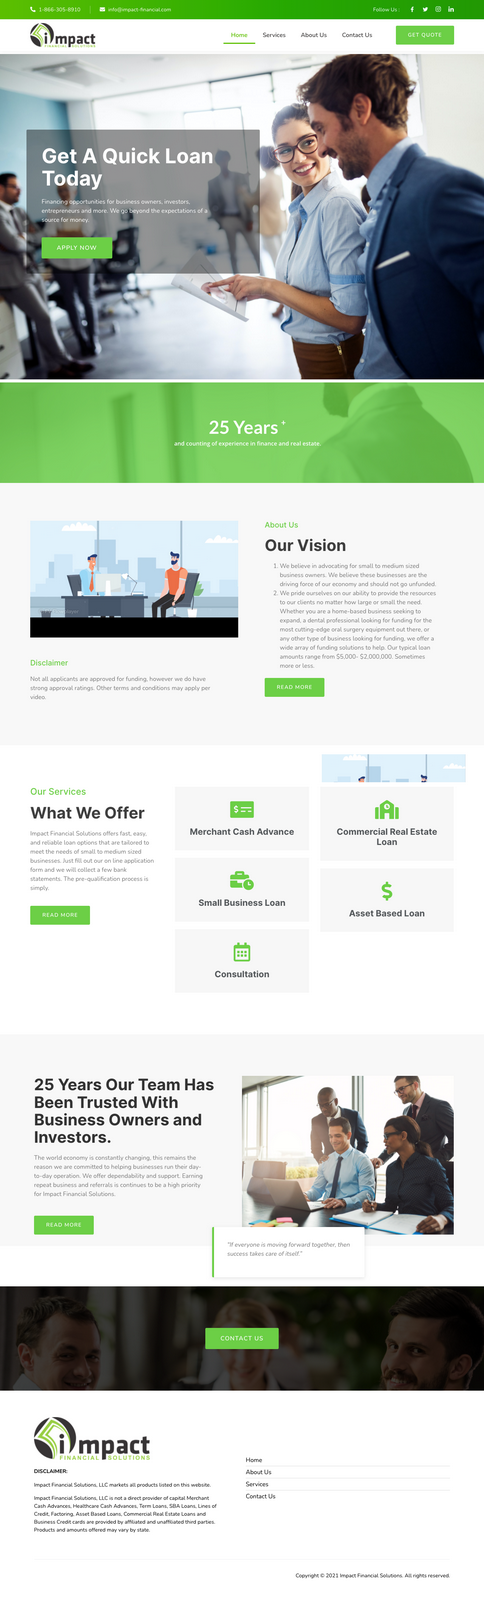 1-866-305-8910
info@impact-financial.com
Follow Us :
impact
FINANCIAL SOLUTIONS
Home
Services
About Us
Contact Us
GET QUOTE
Get A Quick Loan
Today
Financing opportunities for business owners, investors,
entrepreneurs and more. We go beyond the expectations of a
source for money.
APPLY NOW
25 Years +
and counting of experience in finance and real estate.
About Us
Our Vision
1. We believe in advocating for small to medium sized
business owners. We believe these businesses are the
driving force of our economy and should not go unfunded.
2. We pride ourselves on our ability to provide the resources
to our clients no matter how large or small the need.
Whether you are a home-based business seeking to
expand, a dental professional looking for funding for the
most cutting-edge oral surgery equipment out there, or
any other type of business looking for funding, we offer a
wide array of funding solutions to help. Our typical loan
amounts range from $5,000- $2,000,000. Sometimes
more or less.
READ MORE
Disclaimer
Not all applicants are approved for funding, however we do have
strong approval ratings. Other terms and conditions may apply per
video.
Our Services
What We Offer
Impact Financial Solutions offers fast, easy,
and reliable loan options that are tailored to
meet the needs of small to medium sized
businesses. Just fill out our on line application
form and we will collect a few bank
statements. The pre-qualification process is
simply.
READ MORE
Merchant Cash Advance
Small Business Loan
Consultation
Commercial Real Estate
Loan
Asset Based Loan
25 Years Our Team Has
Been Trusted With
Business Owners and
Investors.
The world economy is constantly changing, this remains the
reason we are committed to helping businesses run their day-
to-day operation. We offer dependability and support. Earning
repeat business and referrals is continues to be a high priority
for Impact Financial Solutions.
READ MORE
"If everyone is moving forward together, then
success takes care of itself."
CONTACT US
impact
FINANCIAL SOLUTIONS
DISCLAIMER:
Impact Financial Solutions, LLC markets all products listed on this website.
Impact Financial Solutions, LLC is not a direct provider of capital Merchant
Cash Advances, Healthcare Cash Advances, Term Loans, SBA Loans, Lines of
Credit, Factoring, Asset Based Loans, Commercial Real Estate Loans and
Business Credit cards are provided by affiliated and unaffiliated third parties.
Products and amounts offered may vary by state.
Home
About Us
Services
Contact Us
Copyright © 2021 Impact Financial Solutions. All rights reserved.